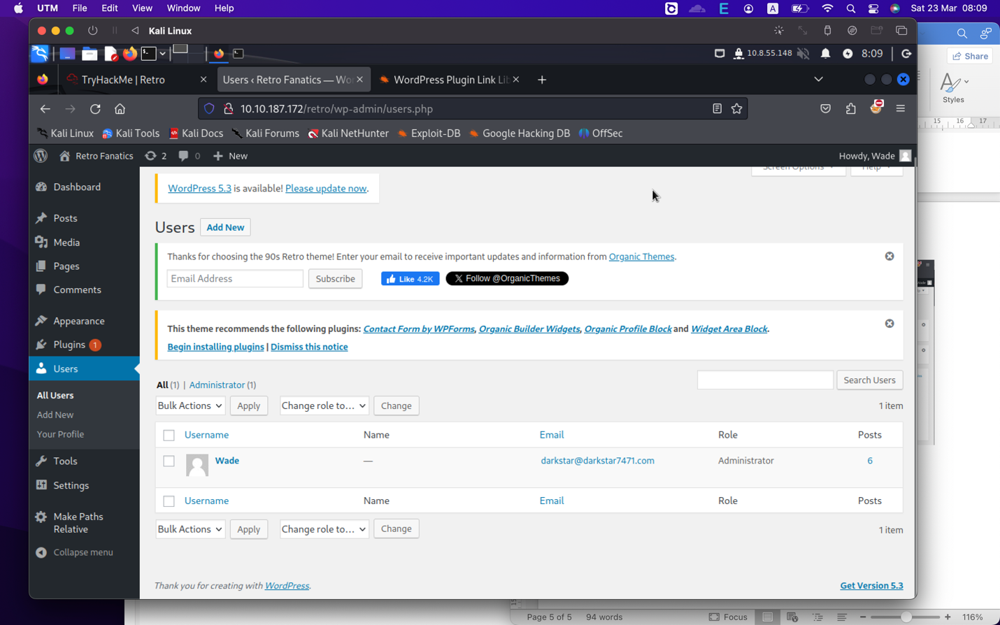 UTM File Edit View Window Help
A Sat 23 Mar 08:09
Kali Linux
10.8.55.148 8:09
Share
TryHackMe | Retro
Users ‹ Retro Fanatics — Wo
WordPress Plugin Link Lib
Styles
10.10.187.172/retro/wp-admin/users.php
15 16 17
Kali Linux Kali Tools Kali Docs Kali Forums Kali NetHunter Exploit-DB Google Hacking DB OffSec
Retro Fanatics 2 0 New
Howdy, Wade
Screen Options Help
Dashboard
Posts
Media
Pages
Comments
Appearance
Plugins 1
Users
All Users
Add New
Your Profile
Tools
Settings
Make Paths
Relative
Collapse menu
WordPress 5.3 is available! Please update now.
Users Add New
Thanks for choosing the 90s Retro theme! Enter your email to receive important updates and information from Organic Themes.
Email Address Subscribe Like 4.2K Follow @OrganicThemes
This theme recommends the following plugins: Contact Form by WPForms, Organic Builder Widgets, Organic Profile Block and Widget Area Block.
Begin installing plugins | Dismiss this notice
All (1) | Administrator (1)
Search Users
Bulk Actions Apply Change role to... Change 1 item
Username Name Email Role Posts
Wade — darkstar@darkstar7471.com Administrator 6
Username Name Email Role Posts
Bulk Actions Apply Change role to... Change 1 item
Thank you for creating with WordPress.
Get Version 5.3
Page 5 of 5 94 words Focus 116%